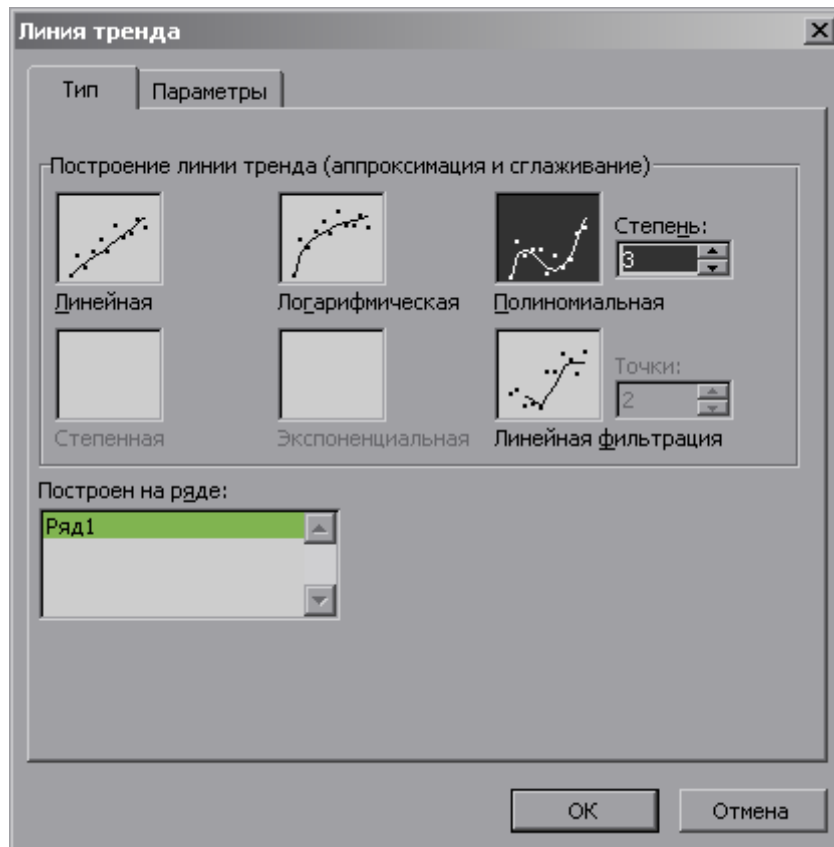 Линия тренда
Тип
Параметры
Построение линии тренда (аппроксимация и сглаживание)
Степень:
3
Линейная
Логарифмическая
Полиномиальная
Точки:
2
Степенная
Экспоненциальная
Линейная фильтрация
Построен на ряде:
Ряд1
ОК
Отмена